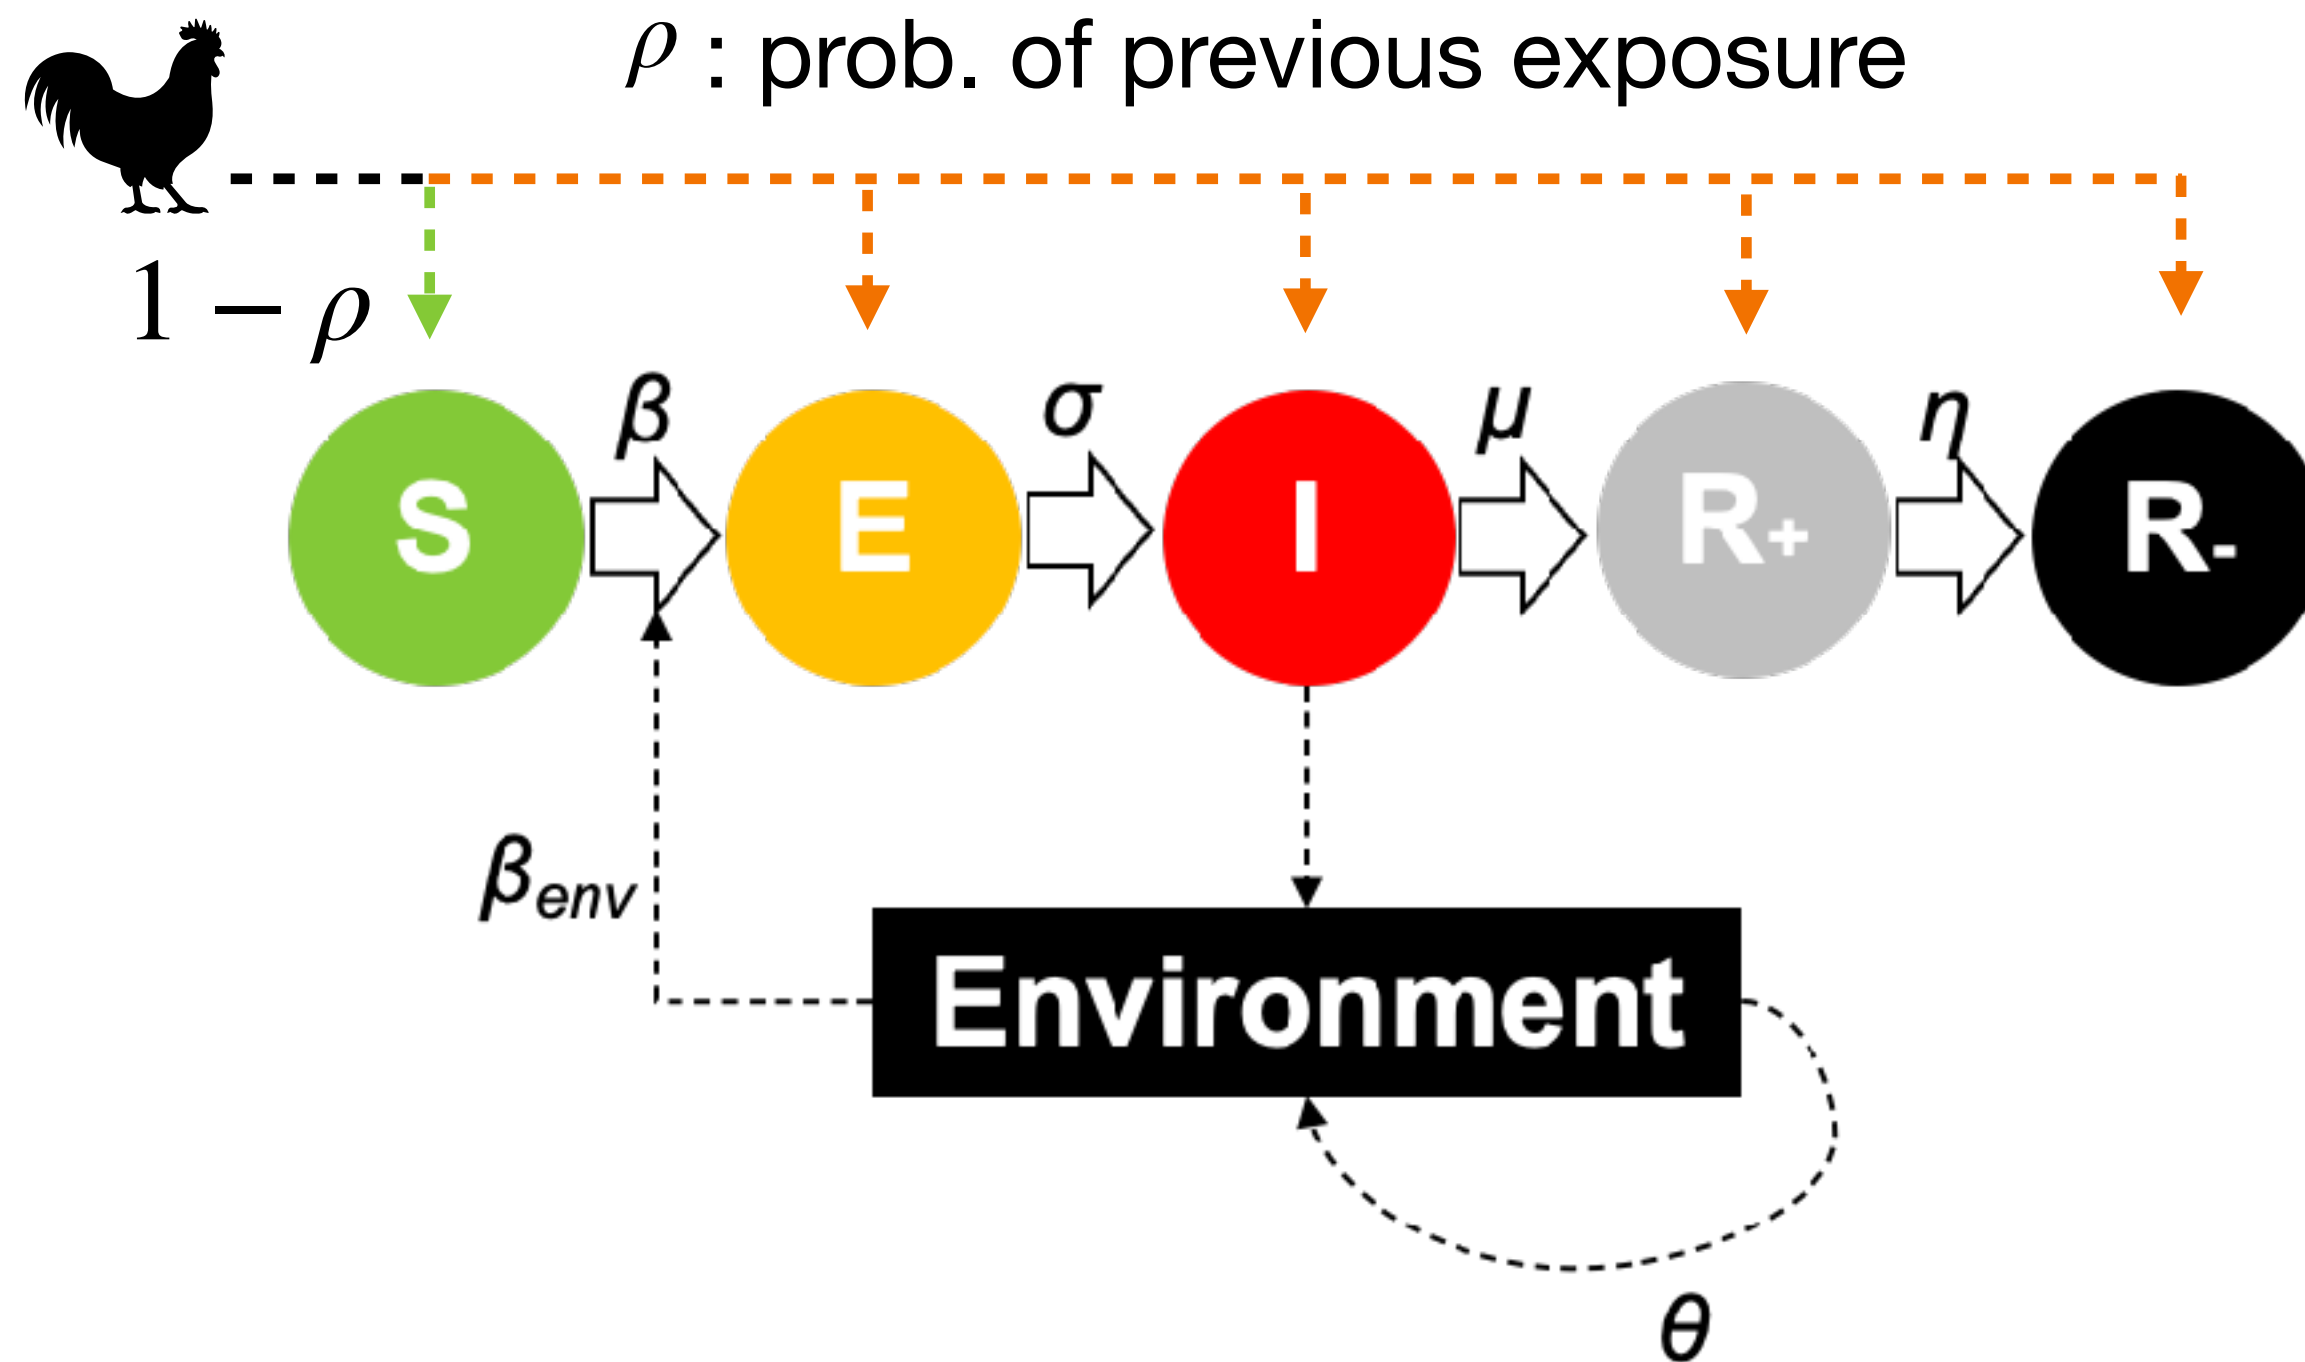 ρ : prob. of previous exposure
1 − ρ
β
σ
μ
η
S
E
I
R+
R-
βenv
Environment
θ